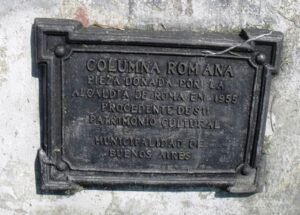 COLUMNA ROMANA
PIEZA DONADA POR LA
ALCALDIA DE ROMA EN 1955
PROCEDENTE DE SU
PATRIMONIO CULTURAL
MUNICIPALIDAD DE
BUENOS AIRES